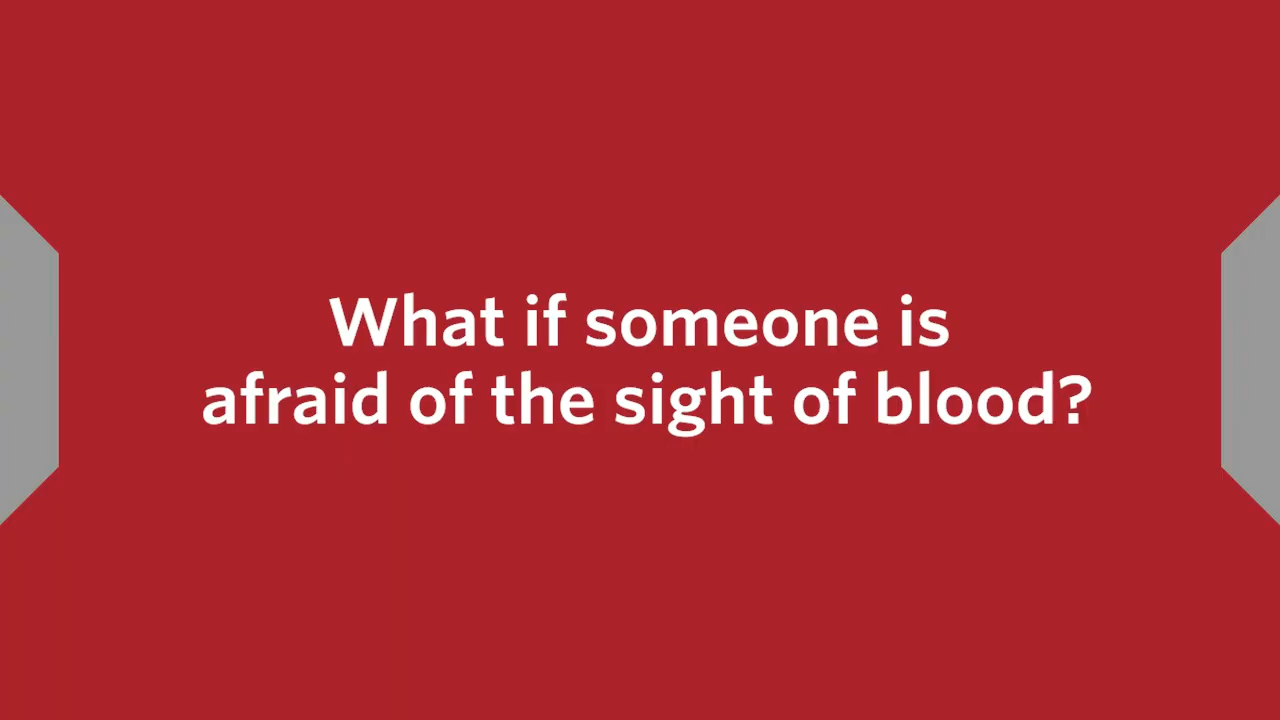 What if someone is
afraid of the sight of blood?